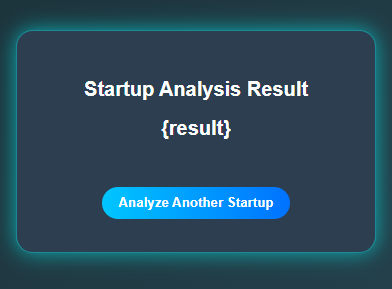 Startup Analysis Result
{result}
Analyze Another Startup